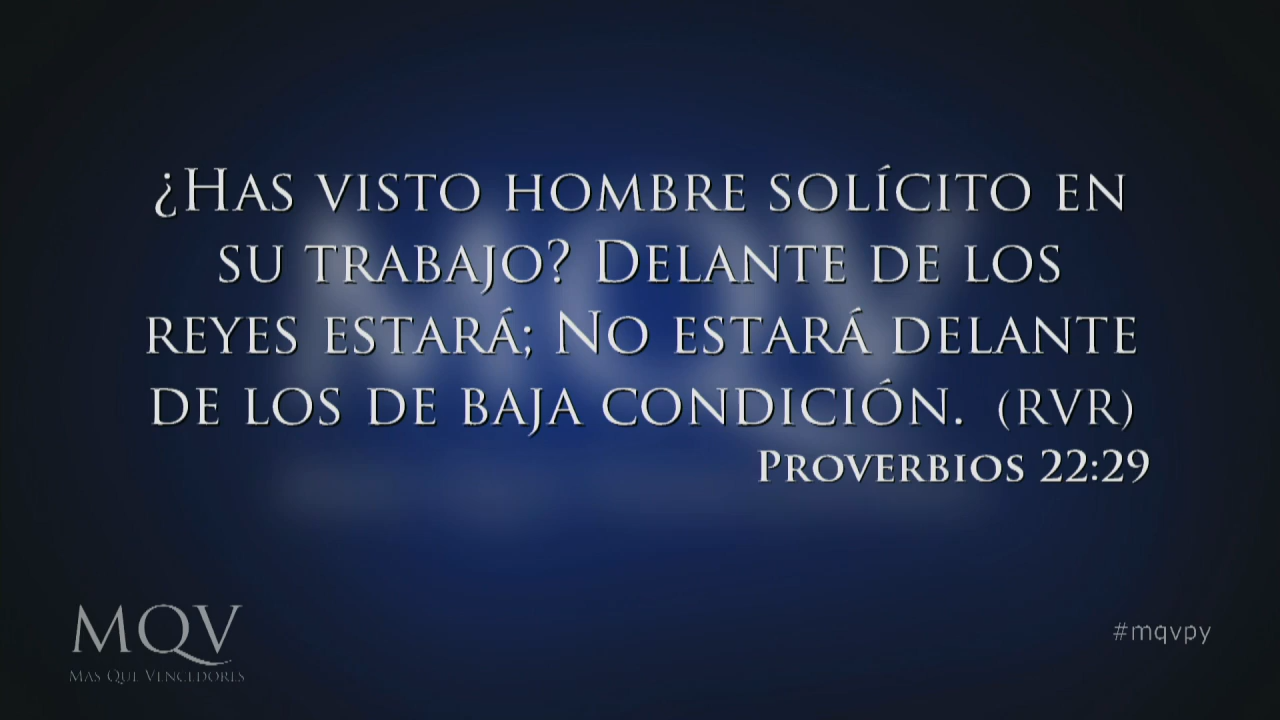 ¿Has visto hombre solícito en
su trabajo? Delante de los
reyes estará; No estará delante
de los de baja condición. (RVR)
Proverbios 22:29
MQV
Mas Que Vencedores
#mqvpy